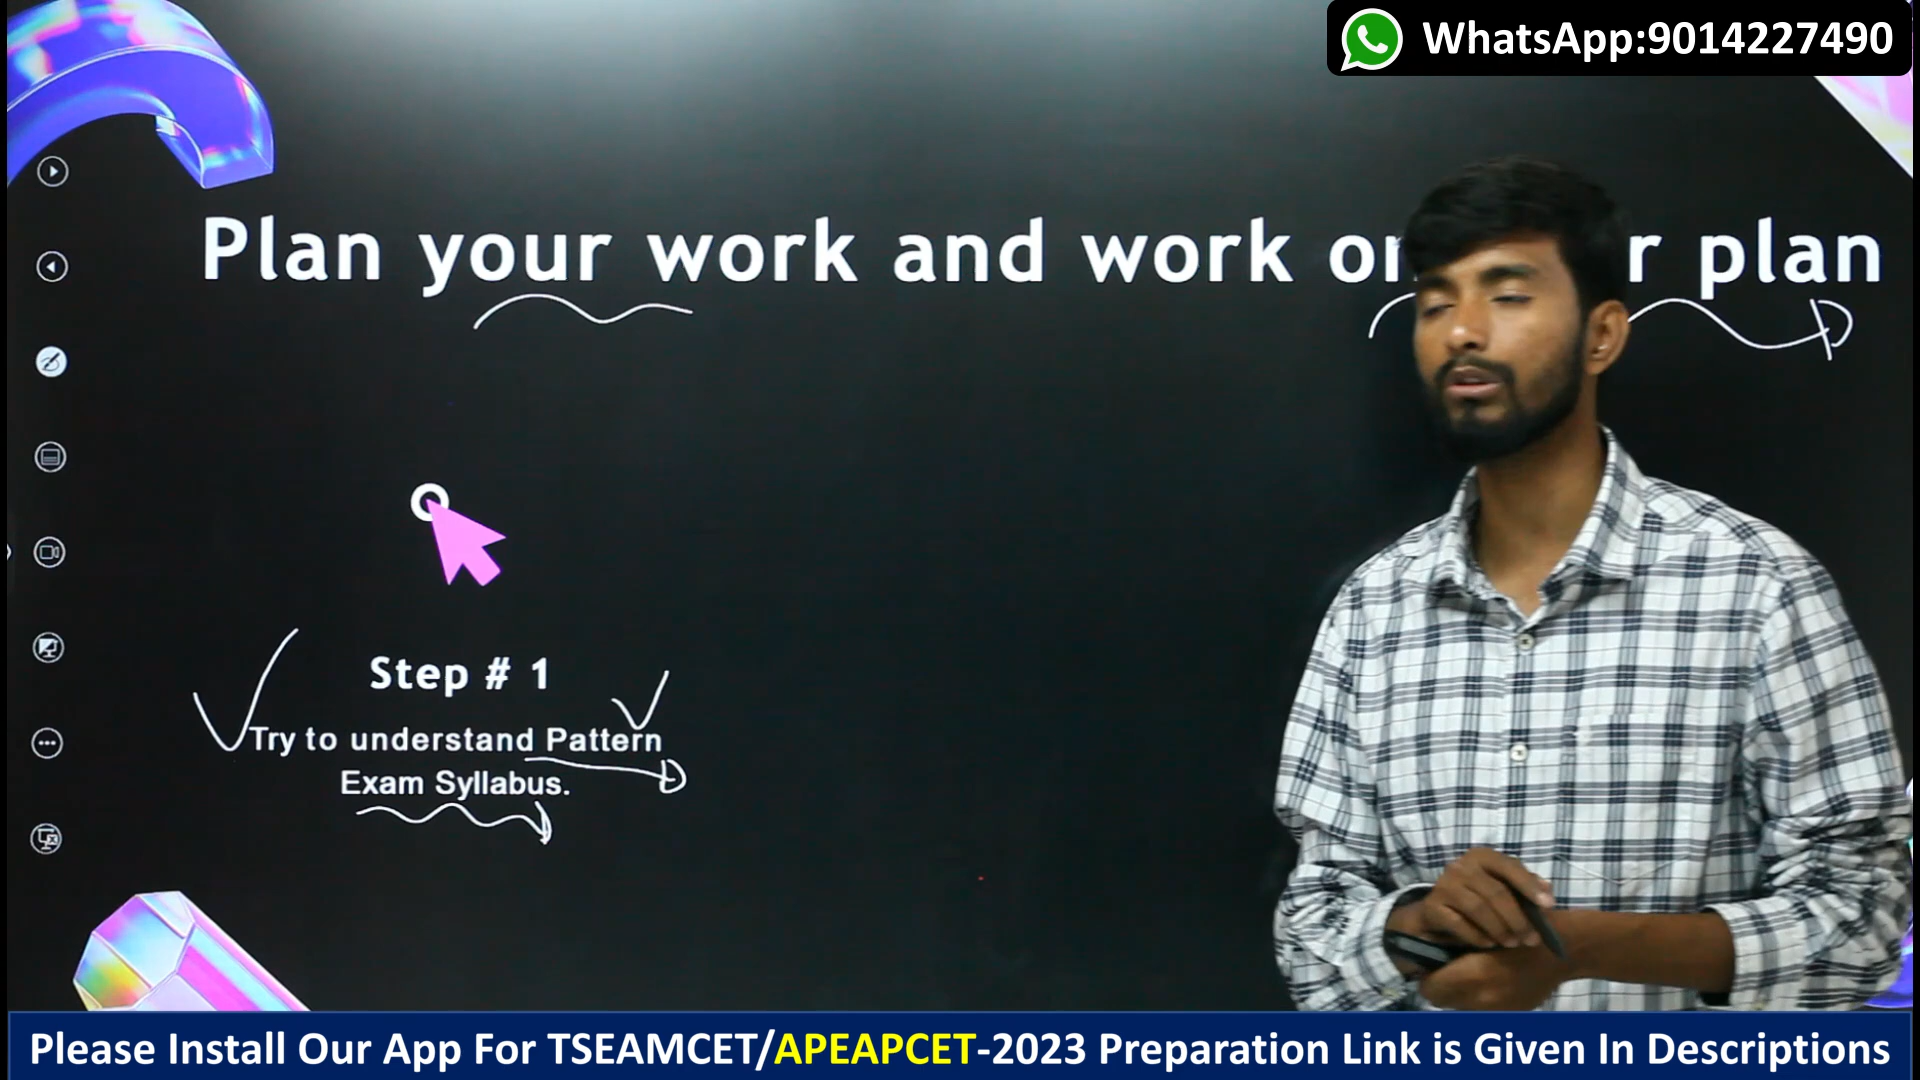 WhatsApp:9014227490
Plan your work and work on r plan
Step # 1
Try to understand Pattern
Exam Syllabus.
Please Install Our App For TSEAMCET/APEAPCET-2023 Preparation Link is Given In Descriptions